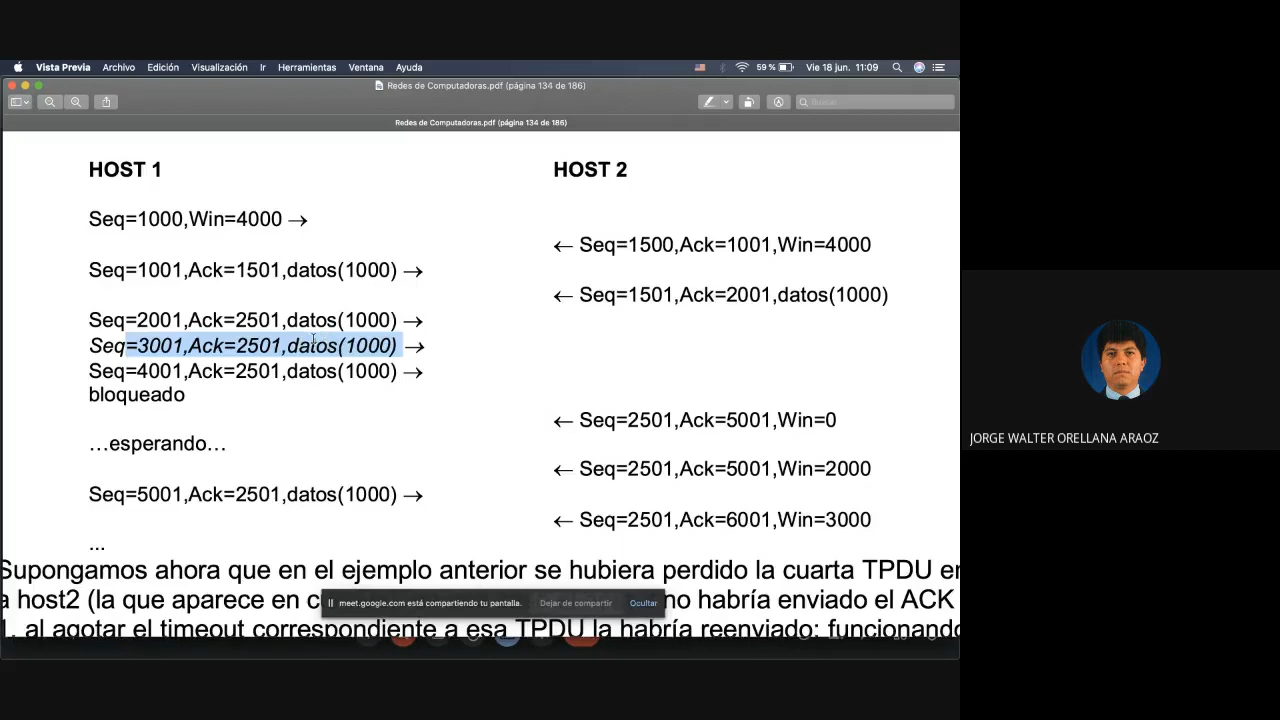 Vista Previa Archivo Edición Visualización Ir Herramientas Ventana Ayuda 59 % Vie 18 jun. 11:09
Redes de Computadoras.pdf (página 134 de 186)
Buscar
Redes de Computadoras.pdf (página 134 de 186)
HOST 1 HOST 2
Seq=1000,Win=4000 →
← Seq=1500,Ack=1001,Win=4000
Seq=1001,Ack=1501,datos(1000) →
← Seq=1501,Ack=2001,datos(1000)
Seq=2001,Ack=2501,datos(1000) →
Seq=3001,Ack=2501,datos(1000) →
Seq=4001,Ack=2501,datos(1000) →
bloqueado
← Seq=2501,Ack=5001,Win=0
…esperando…
← Seq=2501,Ack=5001,Win=2000
Seq=5001,Ack=2501,datos(1000) →
← Seq=2501,Ack=6001,Win=3000
...
Supongamos ahora que en el ejemplo anterior se hubiera perdido la cuarta TPDU
a host2 (la que aparece en no habría enviado el ACK
1, al agotar el timeout correspondiente a esa TPDU la habría reenviado; funcionando
meet.google.com está compartiendo tu pantalla. Dejar de compartir Ocultar
JORGE WALTER ORELLANA ARAOZ